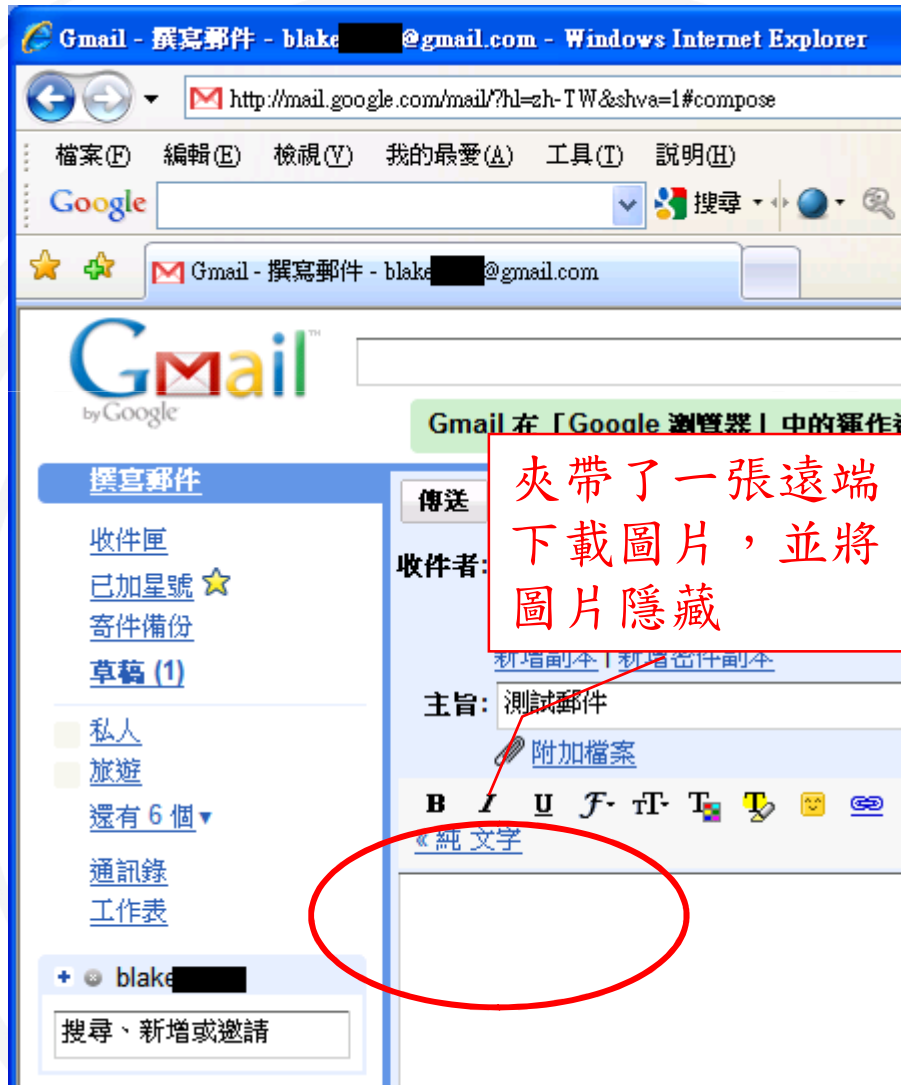 Gmail - 撰寫郵件 - blake @gmail.com - Windows Internet Explorer
http://mail.google.com/mail/?hl=zh-TW&shva=1#compose
檔案(F) 編輯(E) 檢視(V) 我的最愛(A) 工具(T) 說明(H)
Google 搜尋
Gmail - 撰寫郵件 - blake @gmail.com
Gmail™
by Google
Gmail 在「Google 瀏覽器」中的運作
撰寫郵件
收件匣
已加星號
寄件備份
草稿 (1)
私人
旅遊
還有 6 個▼
通訊錄
工作表
blake
搜尋、新增或邀請
傳送
收件者:
夾帶了一張遠端
下載圖片，並將
圖片隱藏
新增副本 | 新增密件副本
主旨: 測試郵件
附加檔案
B I U F TT T T
« 純文字